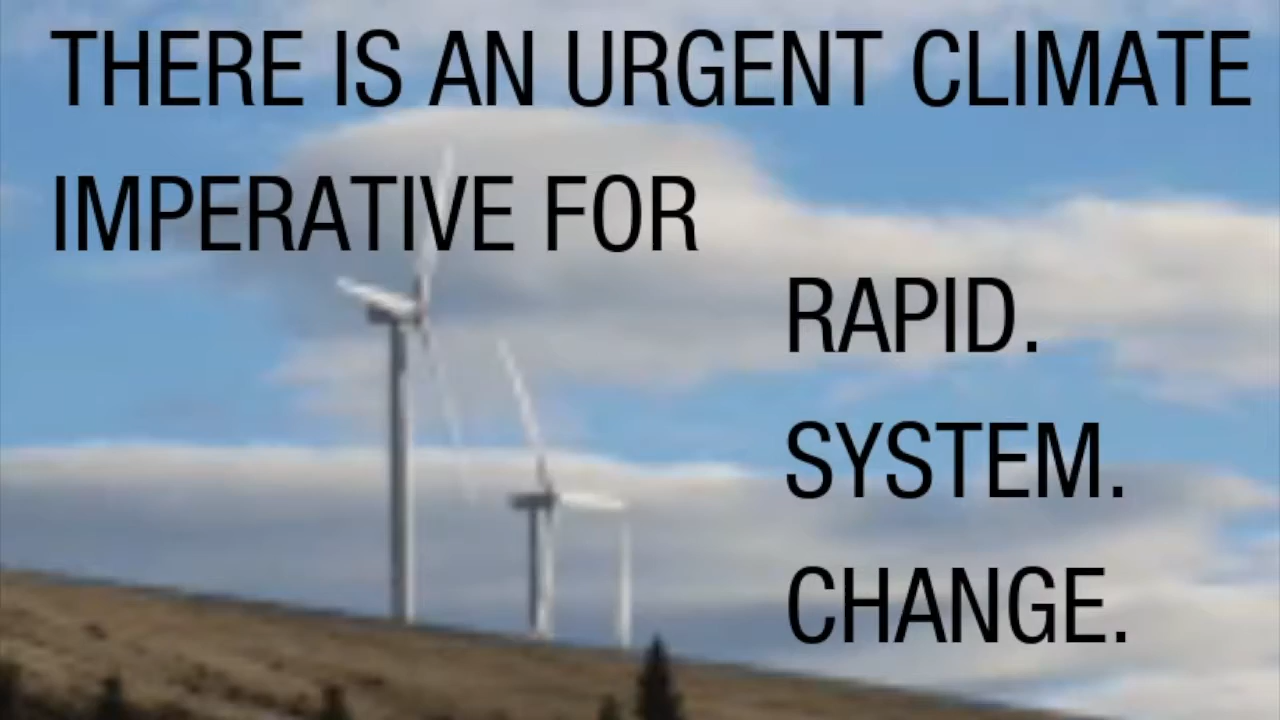 THERE IS AN URGENT CLIMATE
IMPERATIVE FOR
RAPID.
SYSTEM.
CHANGE.